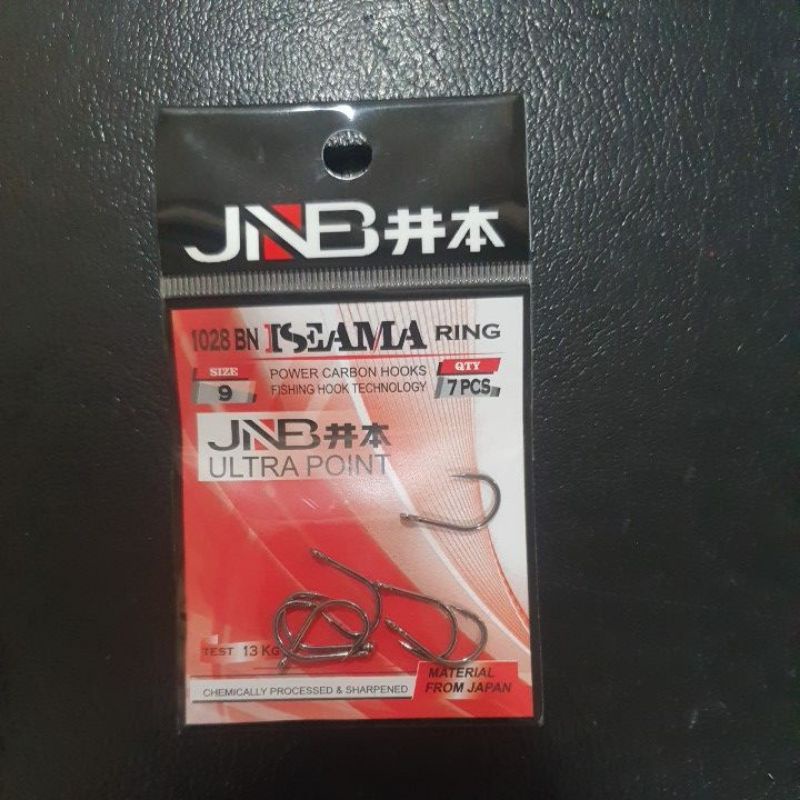 JNB井本
1028 BN ISEAMA RING
SIZE
9
POWER CARBON HOOKS
FISHING HOOK TECHNOLOGY
QTY
7 PCS
JNB井本
ULTRA POINT
TEST 13 KG
MATERIAL
FROM JAPAN
CHEMICALLY PROCESSED & SHARPENED